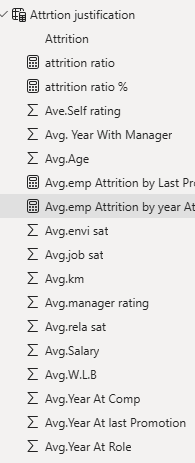 Attrtion justification
Attrition
attrition ratio
attrition ratio %
Ave.Self rating
Avg. Year With Manager
Avg.Age
Avg.emp Attrition by Last Pr
Avg.emp Attrition by year At
Avg.envi sat
Avg.job sat
Avg.km
Avg.manager rating
Avg.rela sat
Avg.Salary
Avg.W.L.B
Avg.Year At Comp
Avg.Year At last Promotion
Avg.Year At Role